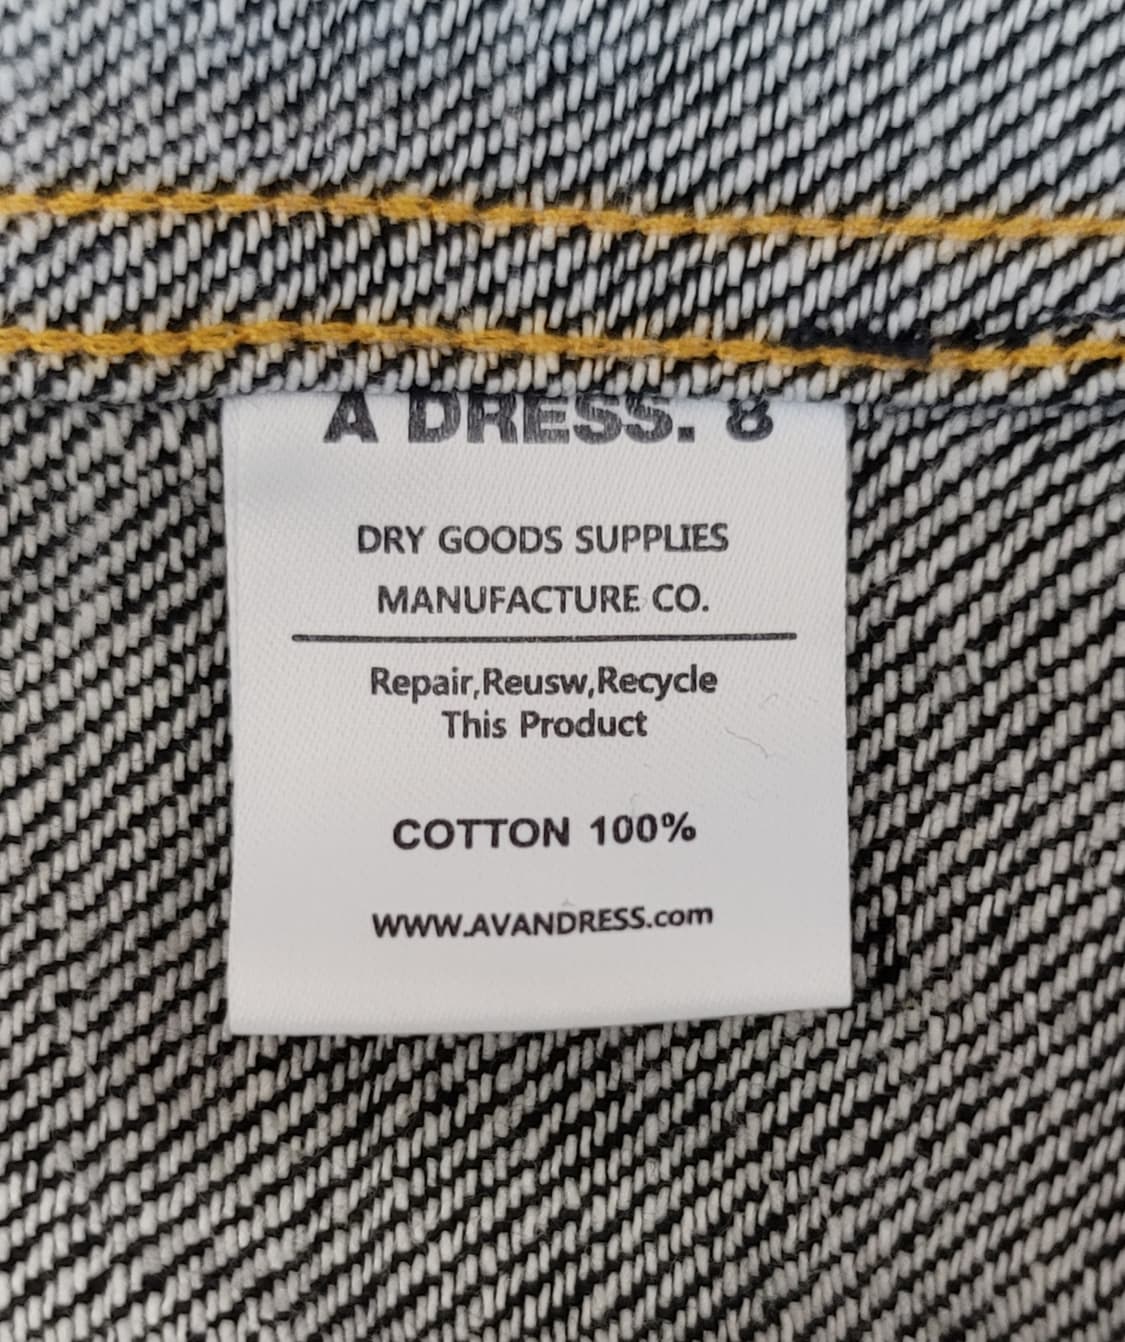 A DRESS. 8
DRY GOODS SUPPLIES
MANUFACTURE CO.
Repair,Reusw,Recycle
This Product
COTTON 100%
WWW.AVANDRESS.com